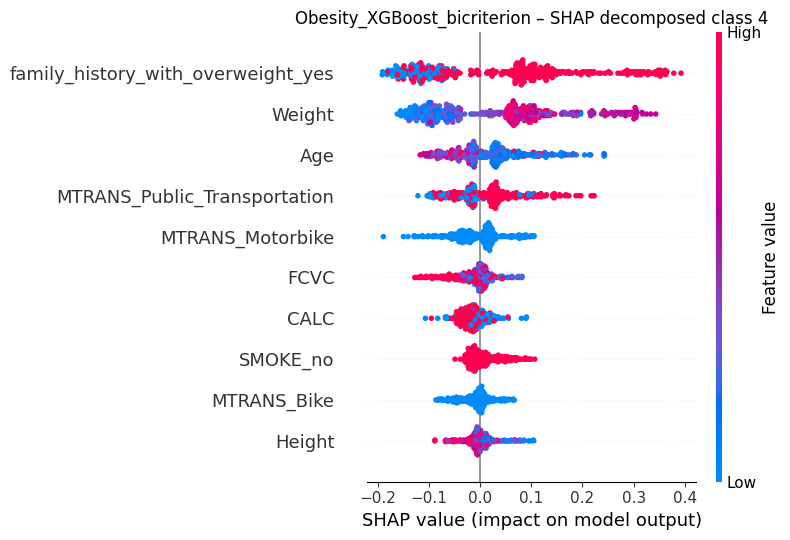 Obesity_XGBoost_bicriterion – SHAP decomposed class 4
High
family_history_with_overweight_yes
Weight
Age
MTRANS_Public_Transportation
MTRANS_Motorbike
FCVC
CALC
SMOKE_no
MTRANS_Bike
Height
Feature value
Low
−0.2 −0.1 0.0 0.1 0.2 0.3 0.4
SHAP value (impact on model output)